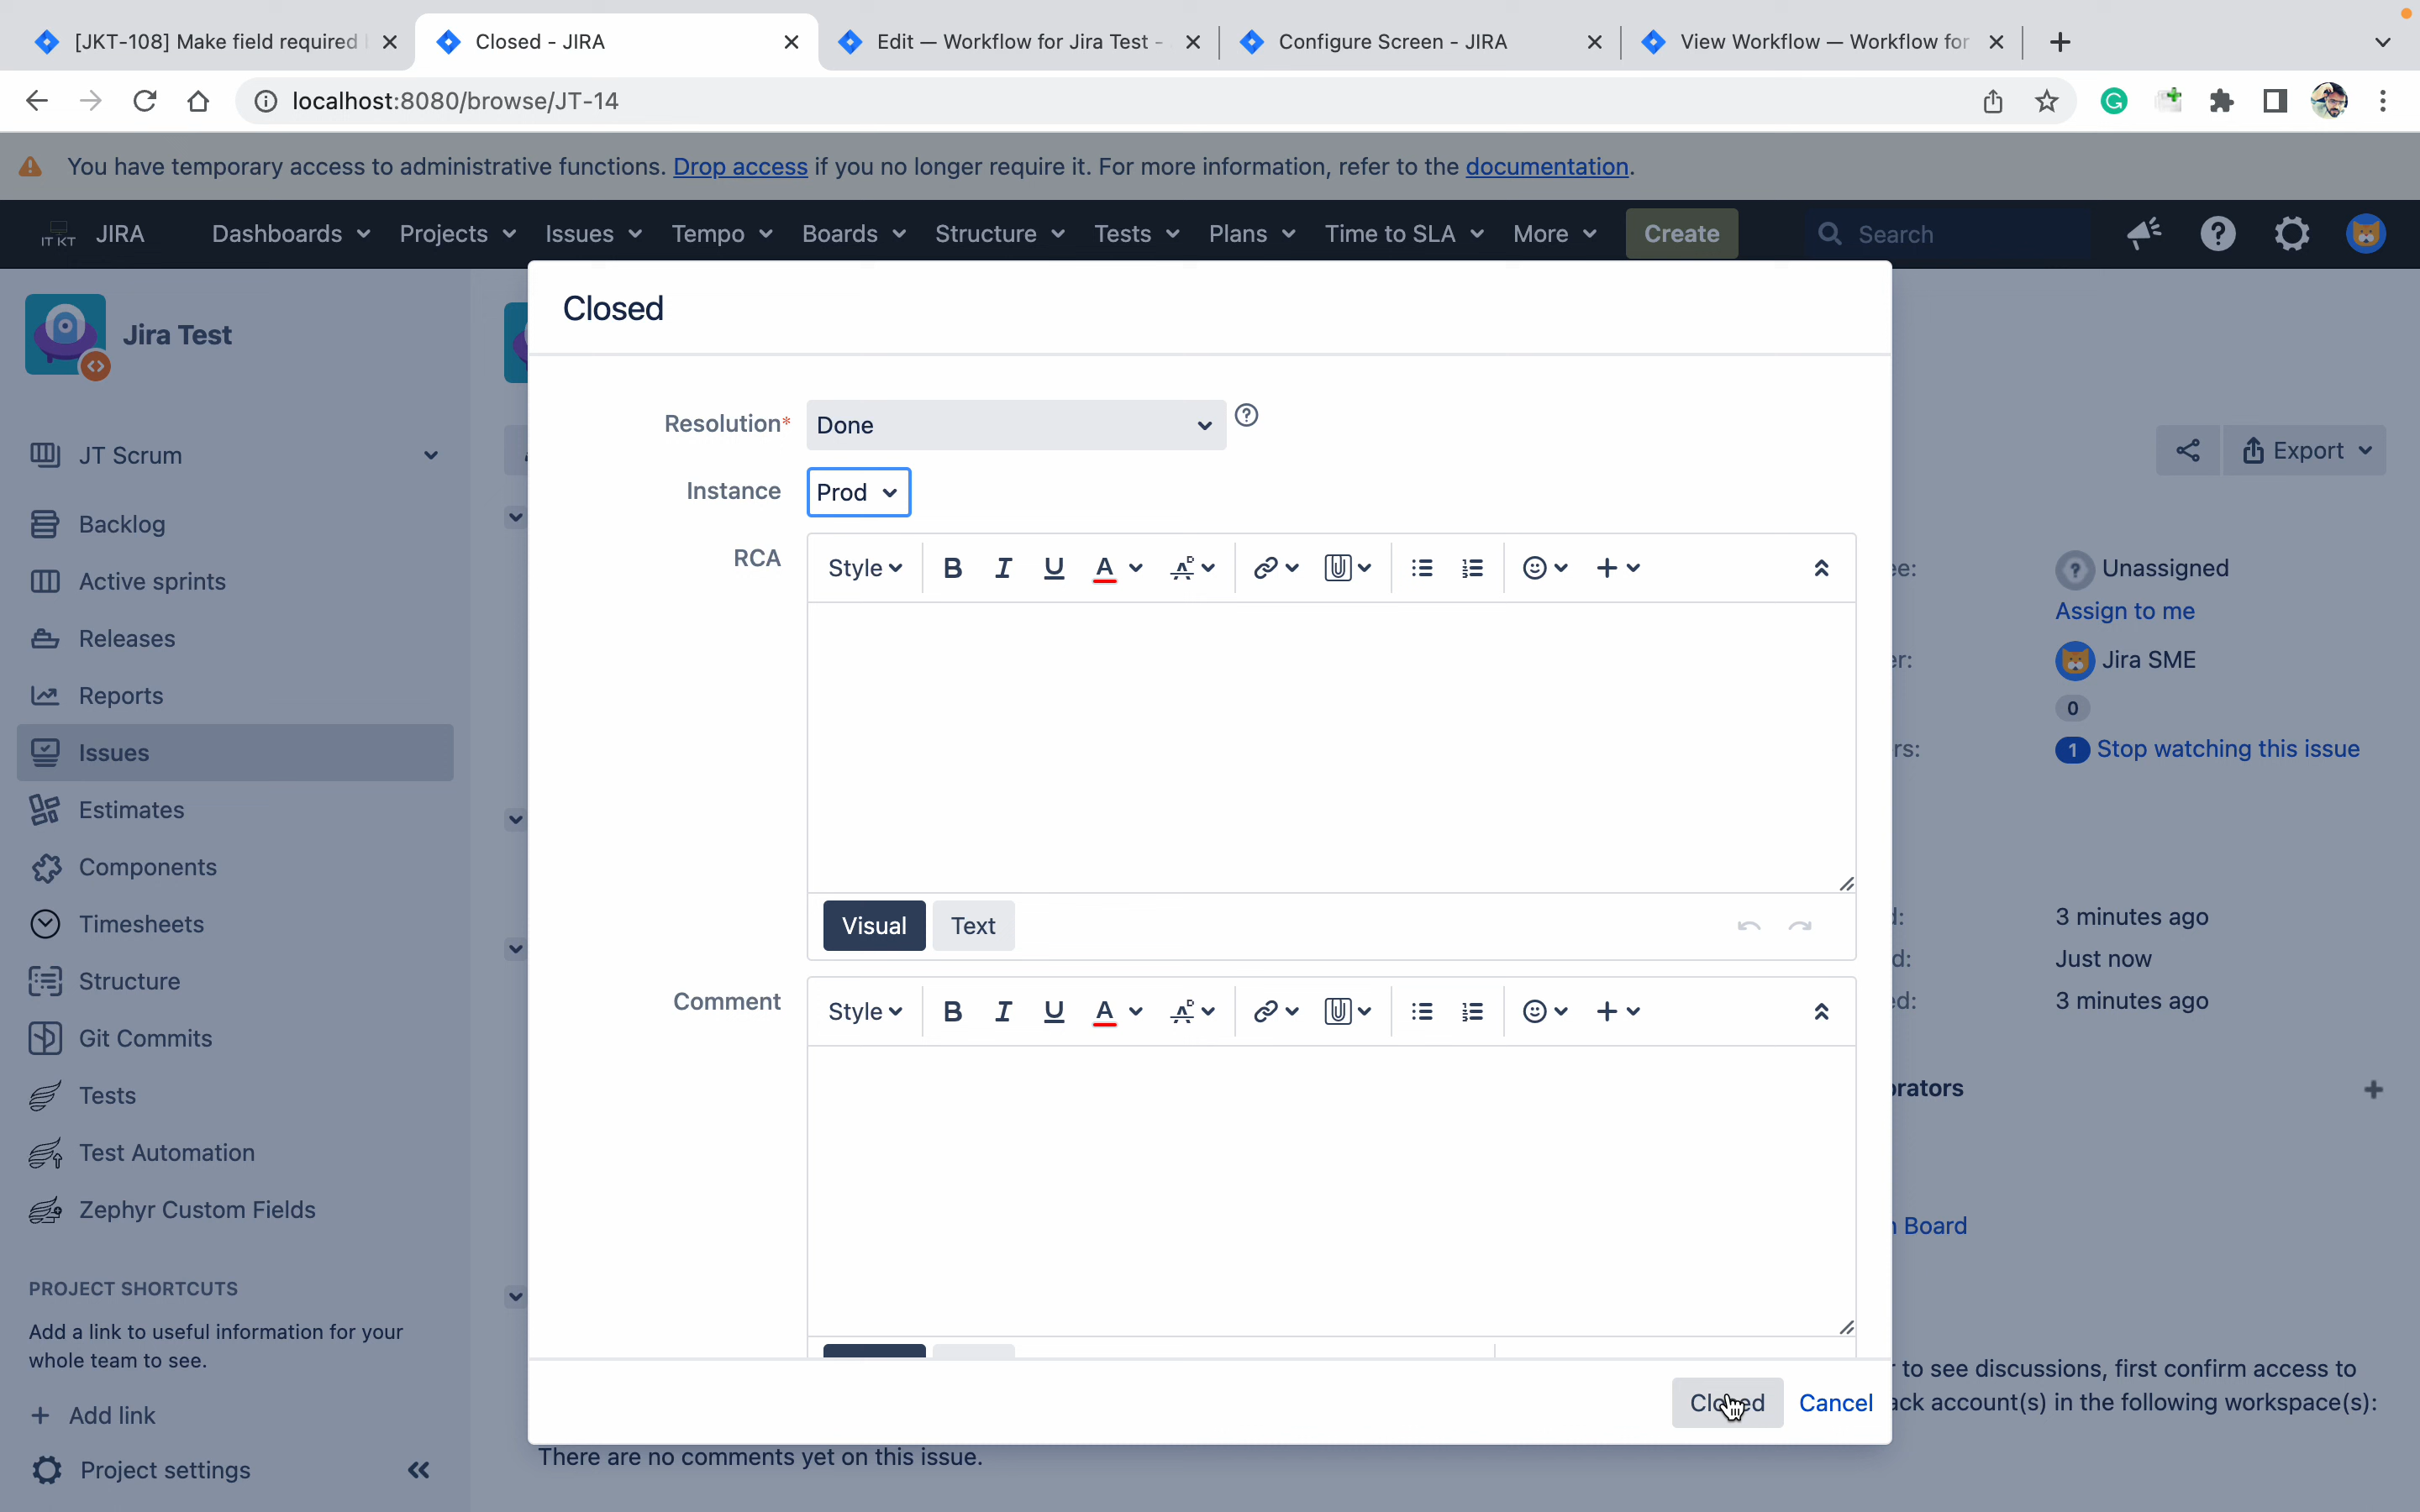 [JKT-108] Make field required
Closed - JIRA
Edit — Workflow for Jira Test -
Configure Screen - JIRA
View Workflow — Workflow for
localhost:8080/browse/JT-14
You have temporary access to administrative functions. Drop access if you no longer require it. For more information, refer to the documentation.
IT KT JIRA Dashboards Projects Issues Tempo Boards Structure Tests Plans Time to SLA More Create Search
Jira Test
JT Scrum
Backlog
Active sprints
Releases
Reports
Issues
Estimates
Components
Timesheets
Structure
Git Commits
Tests
Test Automation
Zephyr Custom Fields
PROJECT SHORTCUTS
Add a link to useful information for your
whole team to see.
+ Add link
Project settings
Closed
Resolution* Done
Instance Prod
RCA
Style B I U A
Visual Text
Comment
Style B I U A
Closed Cancel
There are no comments yet on this issue.
Export
Unassigned
Assign to me
Jira SME
0
1 Stop watching this issue
3 minutes ago
Just now
3 minutes ago
Board
to see discussions, first confirm access to
account(s) in the following workspace(s):